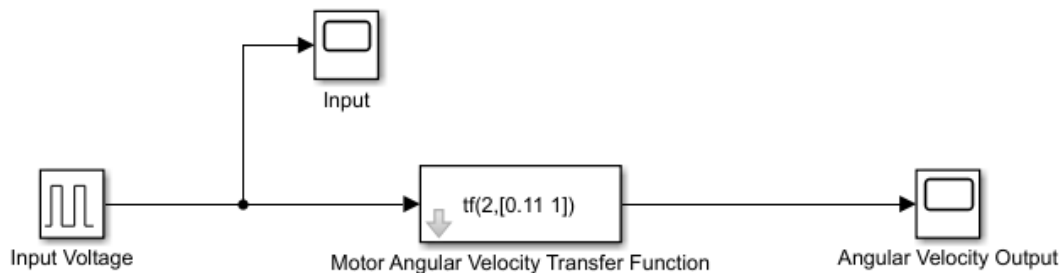 Input
tf(2,[0.11 1])
Input Voltage
Motor Angular Velocity Transfer Function
Angular Velocity Output